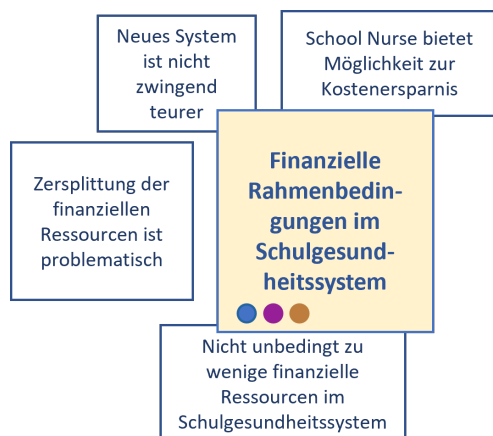 Neues System
ist nicht
zwingend
teurer
School Nurse bietet
Möglichkeit zur
Kostenersparnis
Finanzielle
Rahmenbedin-
gungen im
Schulgesund-
heitssystem
Zersplittung der
finanziellen
Ressourcen ist
problematisch
Nicht unbedingt zu
wenige finanzielle
Ressourcen im
Schulgesundheitssystem